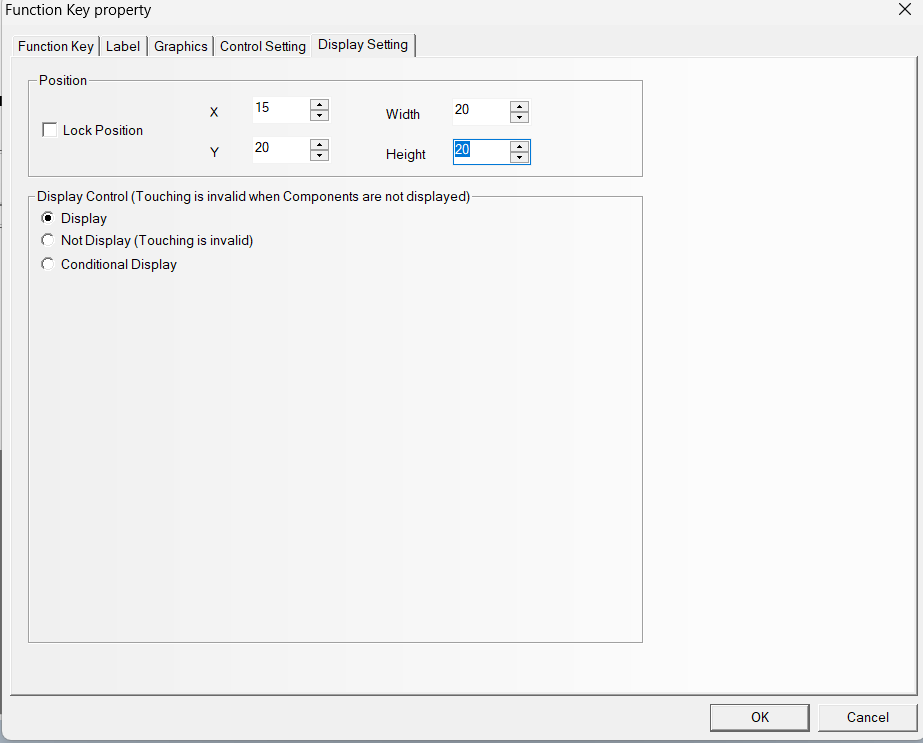 Function Key property
Function Key Label Graphics Control Setting Display Setting
Position
X 15 Width 20
Lock Position
Y 20 Height 20
Display Control (Touching is invalid when Components are not displayed)
Display
Not Display (Touching is invalid)
Conditional Display
OK Cancel